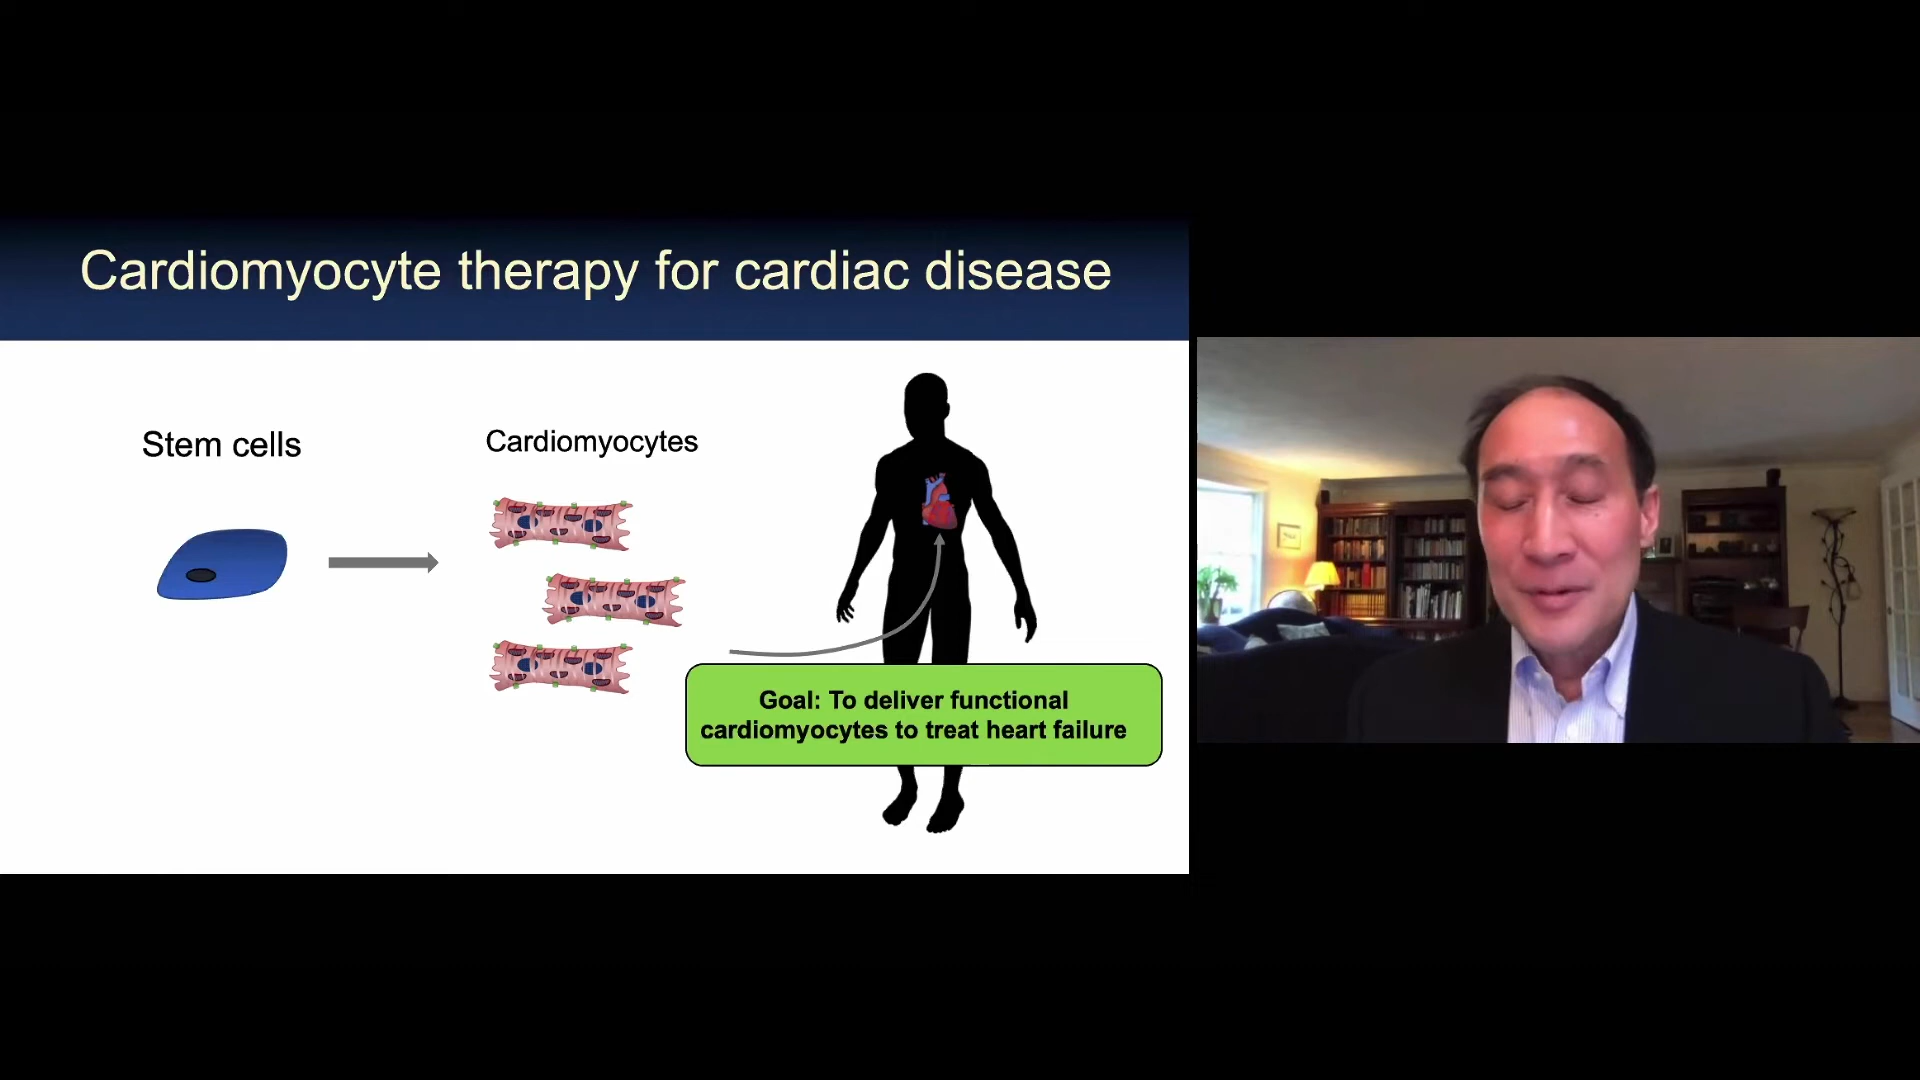 Cardiomyocyte therapy for cardiac disease
Stem cells
Cardiomyocytes
Goal: To deliver functional
cardiomyocytes to treat heart failure